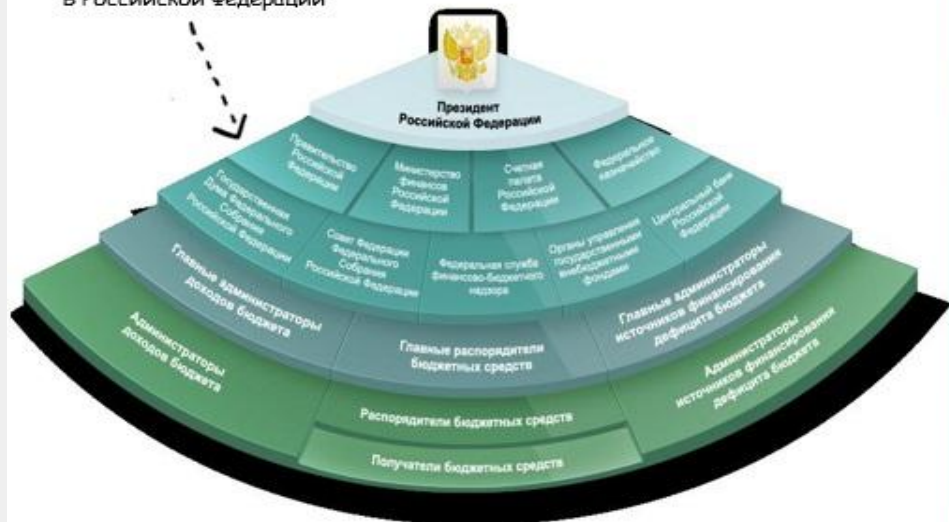 в Российской Федерации
Президент
Российской Федерации
Правительство
Российской
Федерации
Министерство
финансов
Российской
Федерации
Счетная
палата
Российской
Федерации
Федеральное
казначейство
Государственная
Дума Федерального
Собрания
Российской Федерации
Совет Федерации
Федерального
Собрания
Российской Федерации
Федеральная служба
финансово-бюджетного
надзора
Органы управления
государственными
внебюджетными
фондами
Центральный банк
Российской
Федерации
Главные администраторы
доходов бюджета
Главные распорядители
бюджетных средств
Главные администраторы
источников финансирования
дефицита бюджета
Администраторы
доходов бюджета
Распорядители бюджетных средств
Администраторы
источников финансирования
дефицита бюджета
Получатели бюджетных средств